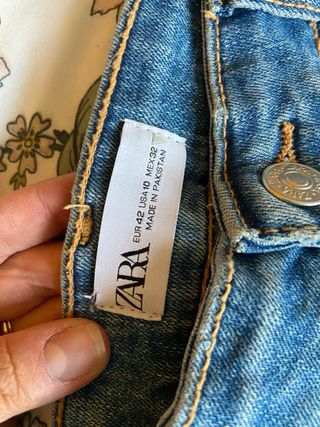 ZARA
EUR 42 USA 10 MEX 32
MADE IN PAKISTAN